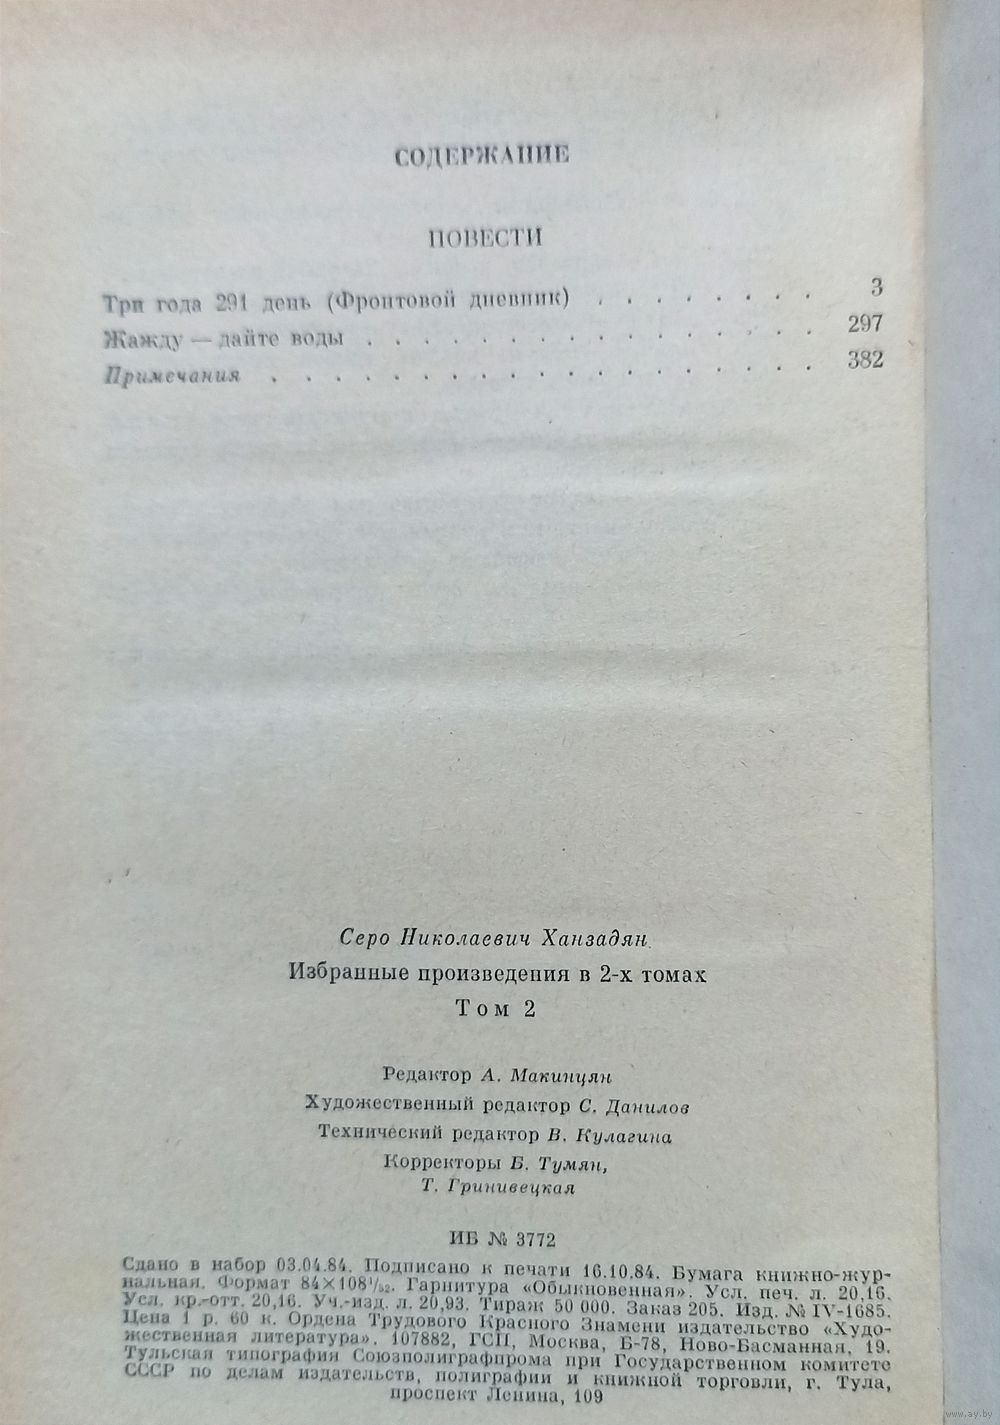 СОДЕРЖАНИЕ
ПОВЕСТИ
Три года 291 день (Фронтовой дневник) . . . . . . . . 3
Жажду — дайте воды . . . . . . . . . . . . . . . . 297
Примечания . . . . . . . . . . . . . . . . . . . 382
Серо Николаевич Ханзадян
Избранные произведения в 2-х томах
Том 2
Редактор А. Макинцян
Художественный редактор С. Данилов
Технический редактор В. Кулагина
Корректоры Б. Тумян,
Т. Гринивецкая
ИБ № 3772
Сдано в набор 03.04.84. Подписано к печати 16.10.84. Бумага книжно-жур-
нальная. Формат 84×108¹/₃₂. Гарнитура «Обыкновенная». Усл. печ. л. 20,16.
Усл. кр.-отт. 20,16. Уч.-изд. л. 20,93. Тираж 50 000. Заказ 205. Изд. № IV-1685.
Цена 1 р. 60 к. Ордена Трудового Красного Знамени издательство «Худо-
жественная литература». 107882, ГСП, Москва, Б-78, Ново-Басманная, 19.
Тульская типография Союзполиграфпрома при Государственном комитете
СССР по делам издательств, полиграфии и книжной торговли, г. Тула,
проспект Ленина, 109
www.ay.by